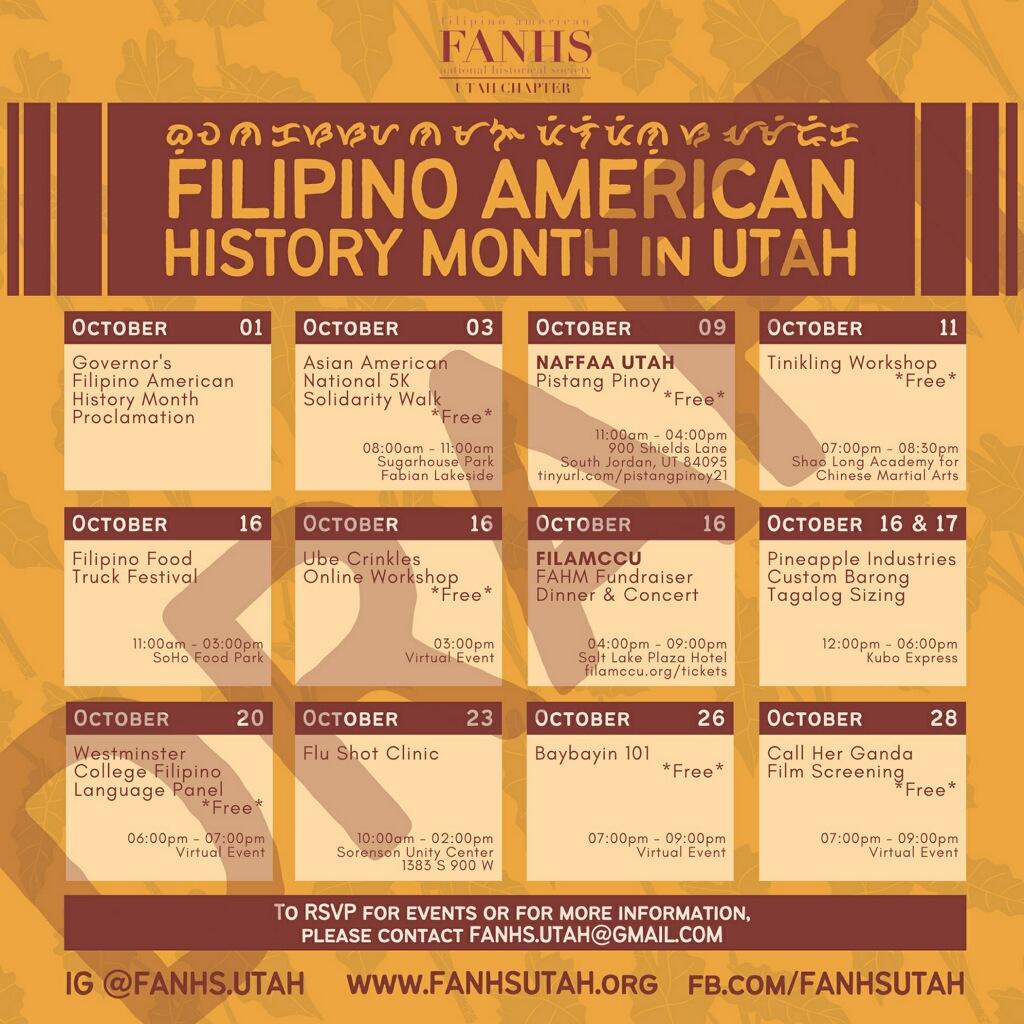 filipino american
FANHS
national historical society
UTAH CHAPTER
FILIPINO AMERICAN
HISTORY MONTH IN UTAH
OCTOBER 01
Governor's
Filipino American
History Month
Proclamation
OCTOBER 03
Asian American
National 5K
Solidarity Walk
*Free*
08:00am - 11:00am
Sugarhouse Park
Fabian Lakeside
OCTOBER 09
NAFFAA UTAH
Pistang Pinoy
*Free*
11:00am - 04:00pm
900 Shields Lane
South Jordan, UT 84095
tinyurl.com/pistangpinoy21
OCTOBER 11
Tinikling Workshop
*Free*
07:00pm - 08:30pm
Shao Long Academy for
Chinese Martial Arts
OCTOBER 16
Filipino Food
Truck Festival
11:00am - 03:00pm
SoHo Food Park
OCTOBER 16
Ube Crinkles
Online Workshop
*Free*
03:00pm
Virtual Event
OCTOBER 16
FILAMCCU
FAHM Fundraiser
Dinner & Concert
04:00pm - 09:00pm
Salt Lake Plaza Hotel
filamccu.org/tickets
OCTOBER 16 & 17
Pineapple Industries
Custom Barong
Tagalog Sizing
12:00pm - 06:00pm
Kubo Express
OCTOBER 20
Westminster
College Filipino
Language Panel
*Free*
06:00pm - 07:00pm
Virtual Event
OCTOBER 23
Flu Shot Clinic
10:00am - 02:00pm
Sorenson Unity Center
1383 S 900 W
OCTOBER 26
Baybayin 101
*Free*
07:00pm - 09:00pm
Virtual Event
OCTOBER 28
Call Her Ganda
Film Screening
*Free*
07:00pm - 09:00pm
Virtual Event
TO RSVP FOR EVENTS OR FOR MORE INFORMATION,
PLEASE CONTACT FANHS.UTAH@GMAIL.COM
IG @FANHS.UTAH WWW.FANHSUTAH.ORG FB.COM/FANHSUTAH
DRAFT